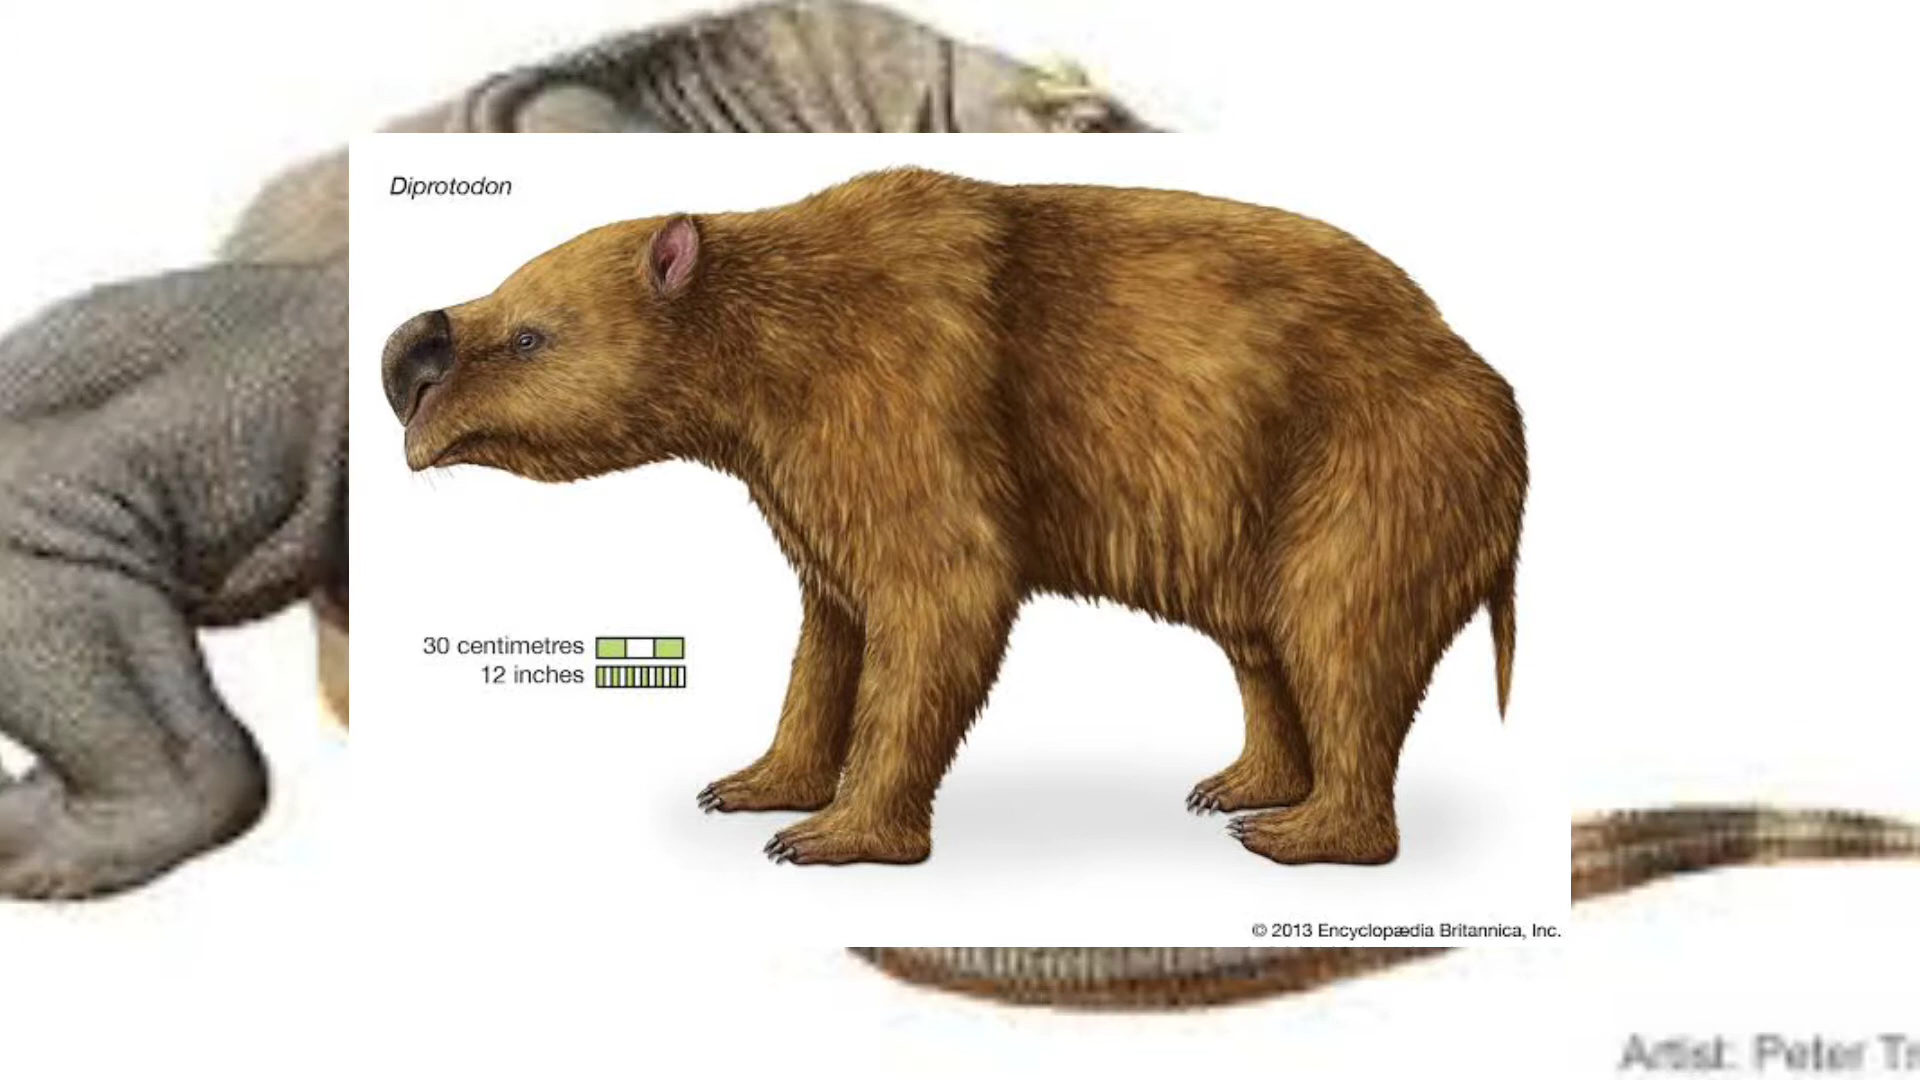 Diprotodon
30 centimetres
12 inches
© 2013 Encyclopædia Britannica, Inc.
Artist: Peter